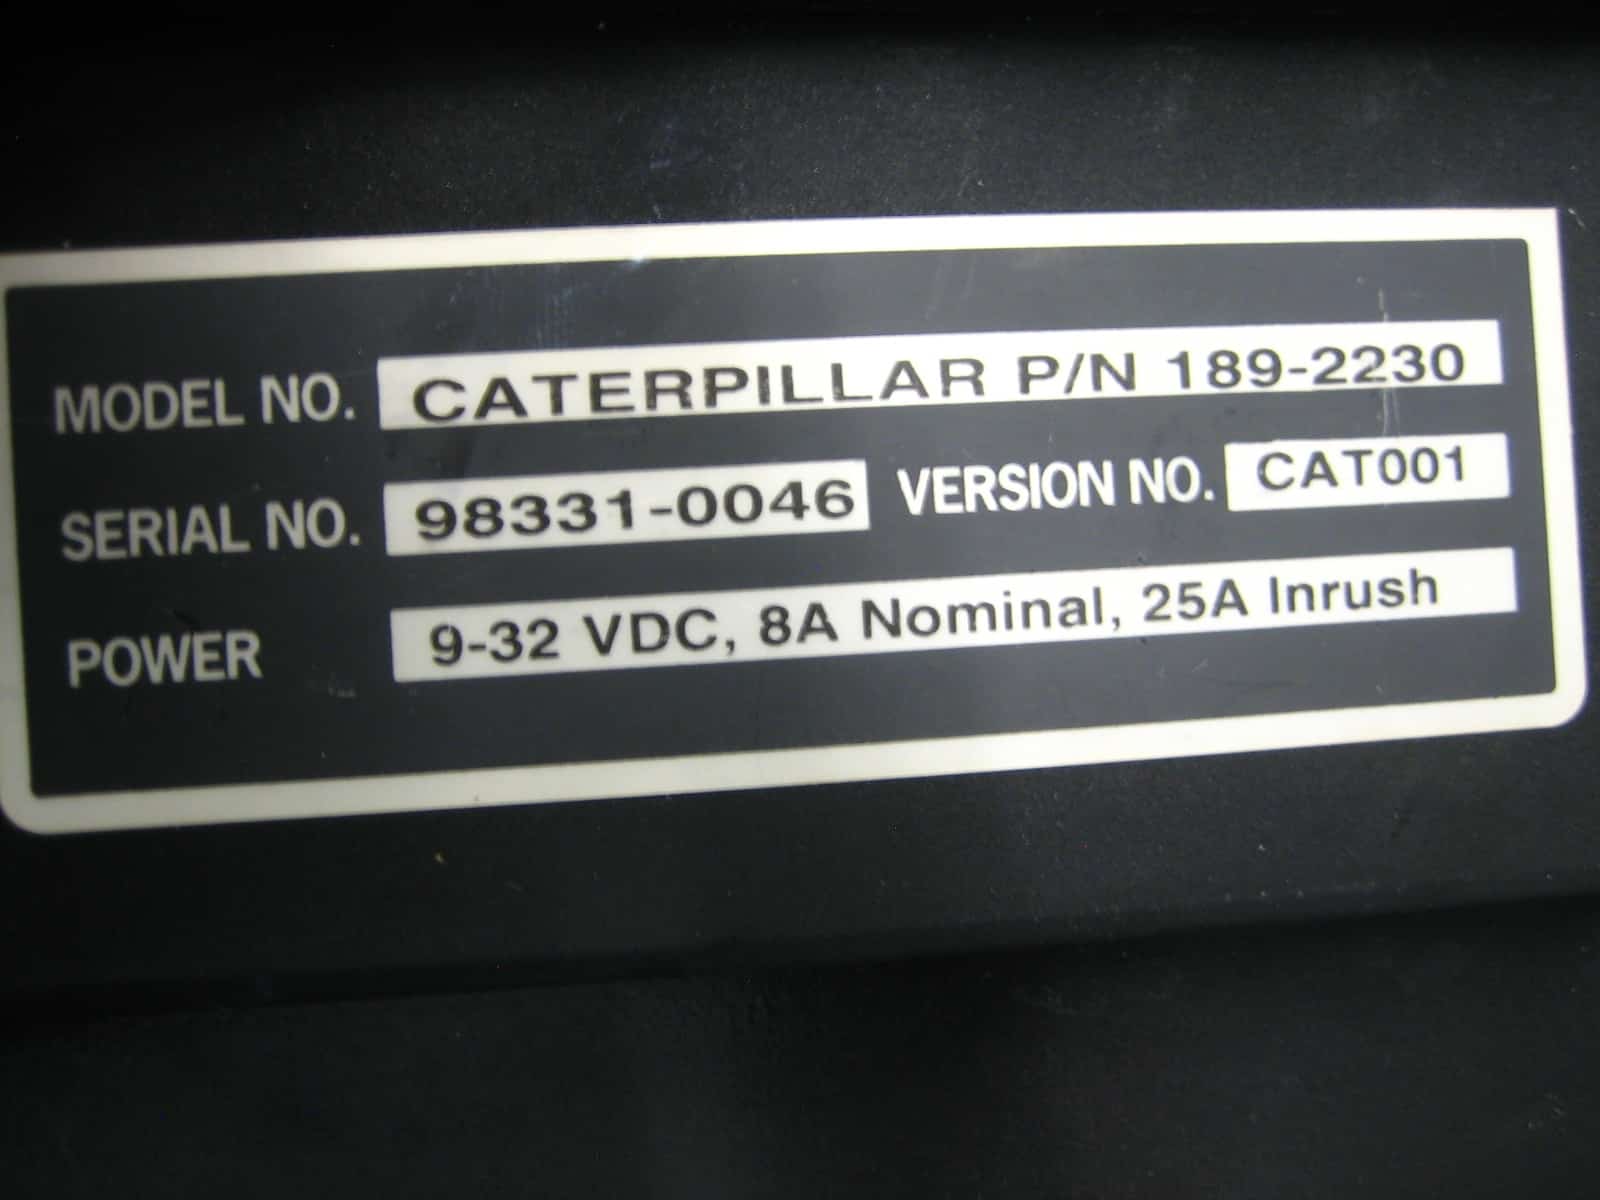 MODEL NO. CATERPILLAR P/N 189-2230
SERIAL NO. 98331-0046 VERSION NO. CAT001
POWER 9-32 VDC, 8A Nominal, 25A Inrush